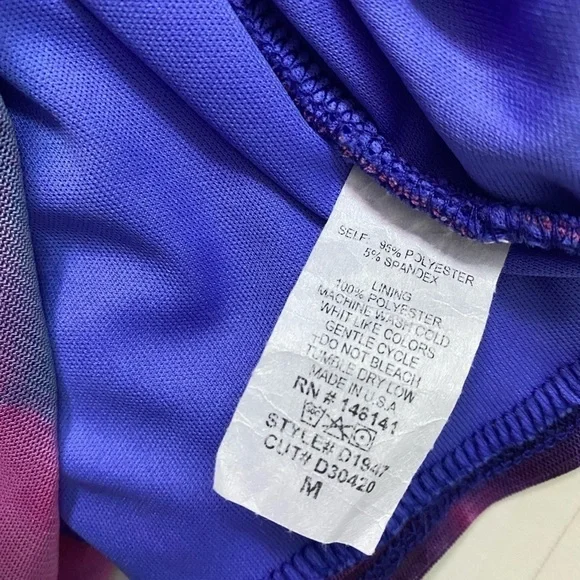 SELF: 95% POLYESTER
5% SPANDEX
LINING
100% POLYESTER
MACHINE WASH COLD
WHIT LIKE COLORS
GENTLE CYCLE
TDO NOT BLEACH
TUMBLE DRY LOW
MADE IN U.S.A
RN # 146141
STYLE# D1947
CUT# D30420
M